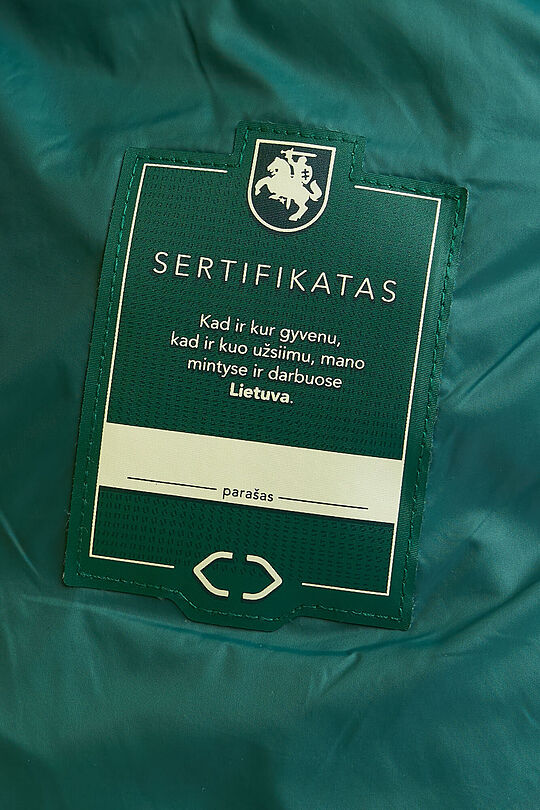 SERTIFIKATAS
Kad ir kur gyvenu,
kad ir kuo užsiimu, mano
mintyse ir darbuose
Lietuva.
parašas